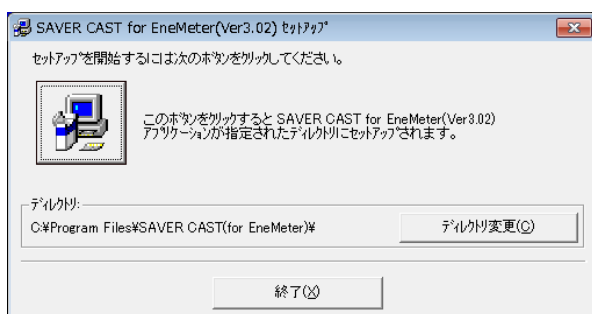 SAVER CAST for EneMeter(Ver3.02) ｾｯﾄｱｯﾌﾟ
ｾｯﾄｱｯﾌﾟを開始するには次のﾎﾞﾀﾝをｸﾘｯｸしてください。
このﾎﾞﾀﾝをｸﾘｯｸすると SAVER CAST for EneMeter(Ver3.02)
ｱﾌﾟﾘｹｰｼｮﾝが指定されたﾃﾞｨﾚｸﾄﾘにｾｯﾄｱｯﾌﾟされます。
ﾃﾞｨﾚｸﾄﾘ:
C:¥Program Files¥SAVER CAST(for EneMeter)¥
ﾃﾞｨﾚｸﾄﾘ変更(C)
終了(X)